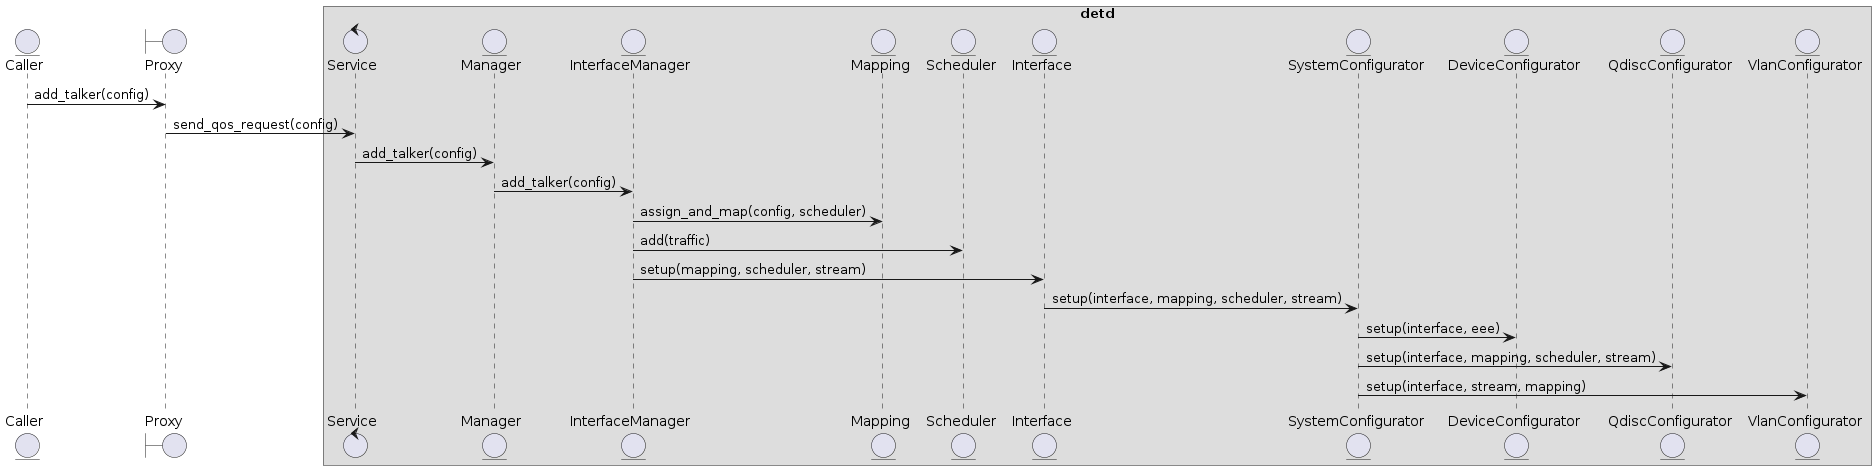 detd
Caller
Proxy
Service
Manager
InterfaceManager
Mapping
Scheduler
Interface
SystemConfigurator
DeviceConfigurator
QdiscConfigurator
VlanConfigurator
add_talker(config)
send_qos_request(config)
add_talker(config)
add_talker(config)
assign_and_map(config, scheduler)
add(traffic)
setup(mapping, scheduler, stream)
setup(interface, mapping, scheduler, stream)
setup(interface, eee)
setup(interface, mapping, scheduler, stream)
setup(interface, stream, mapping)
Caller
Proxy
Service
Manager
InterfaceManager
Mapping
Scheduler
Interface
SystemConfigurator
DeviceConfigurator
QdiscConfigurator
VlanConfigurator